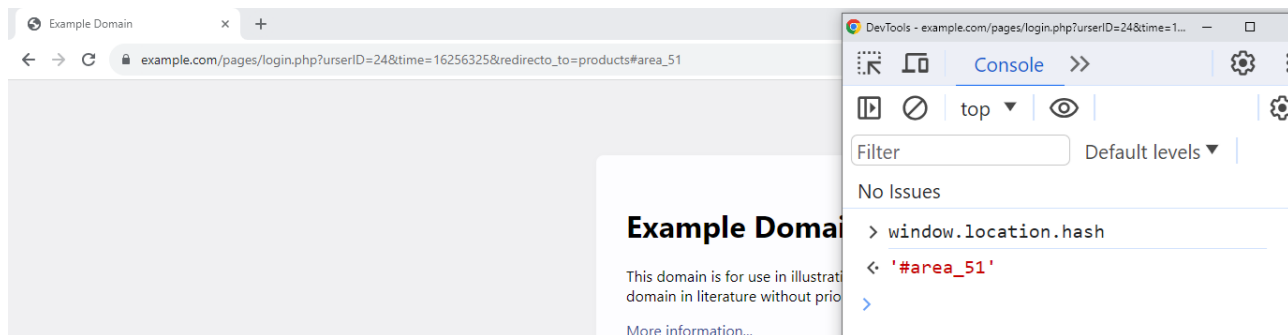 Example Domain
example.com/pages/login.php?urserID=24&time=16256325&redirecto_to=products#area_51
Example Domai
This domain is for use in illustrati
domain in literature without prio
More information...
DevTools - example.com/pages/login.php?urserID=24&time=1...
Console
top
Filter
Default levels
No Issues
window.location.hash
'#area_51'